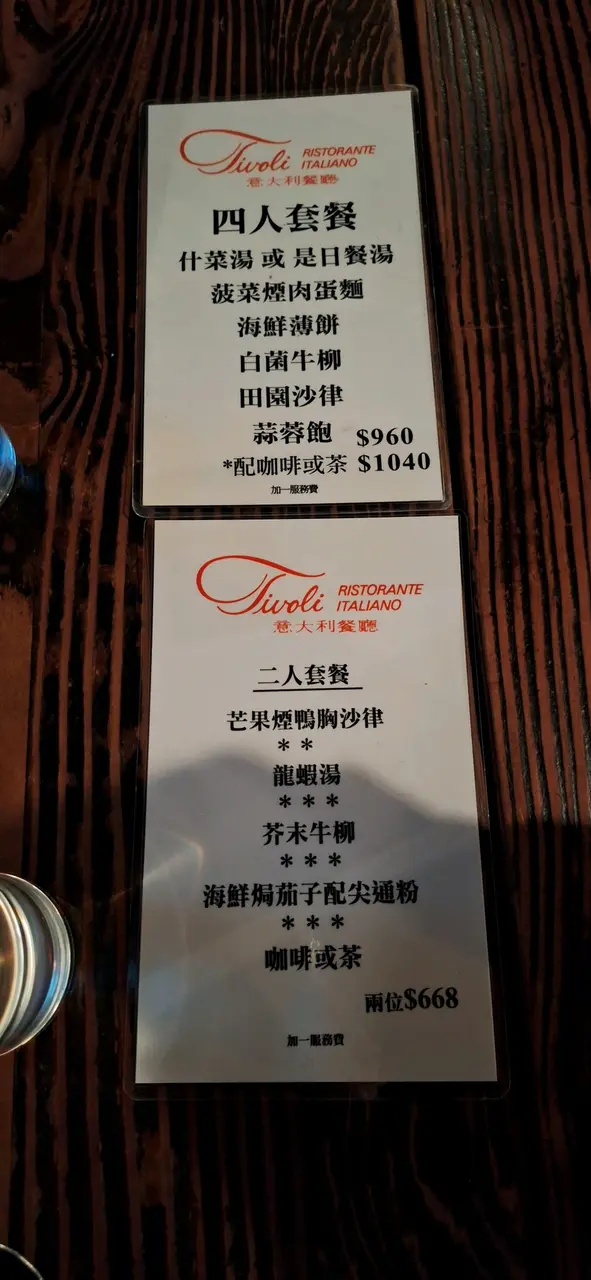 Tivoli RISTORANTE ITALIANO
意大利餐廳
四人套餐
什菜湯 或 是日餐湯
菠菜煙肉蛋麵
海鮮薄餅
白菌牛柳
田園沙律
蒜蓉飽 $960
*配咖啡或茶 $1040
加一服務費
Tivoli RISTORANTE ITALIANO
意大利餐廳
二人套餐
芒果煙鴨胸沙律
* *
龍蝦湯
* * *
芥末牛柳
* * *
海鮮焗茄子配尖通粉
* * *
咖啡或茶
兩位$668
加一服務費